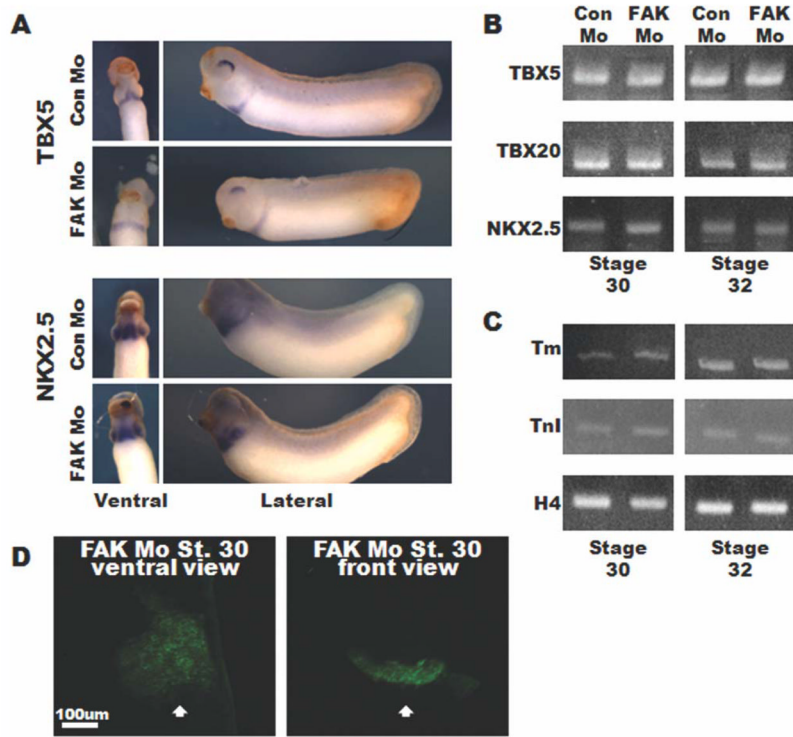 A
Con Mo
FAK Mo
TBX5
Con Mo
FAK Mo
NKX2.5
Ventral
Lateral
B
Con
Mo
FAK
Mo
Con
Mo
FAK
Mo
TBX5
TBX20
NKX2.5
Stage
30
Stage
32
C
Tm
TnI
H4
Stage
30
Stage
32
D
FAK Mo St. 30
ventral view
100um
FAK Mo St. 30
front view